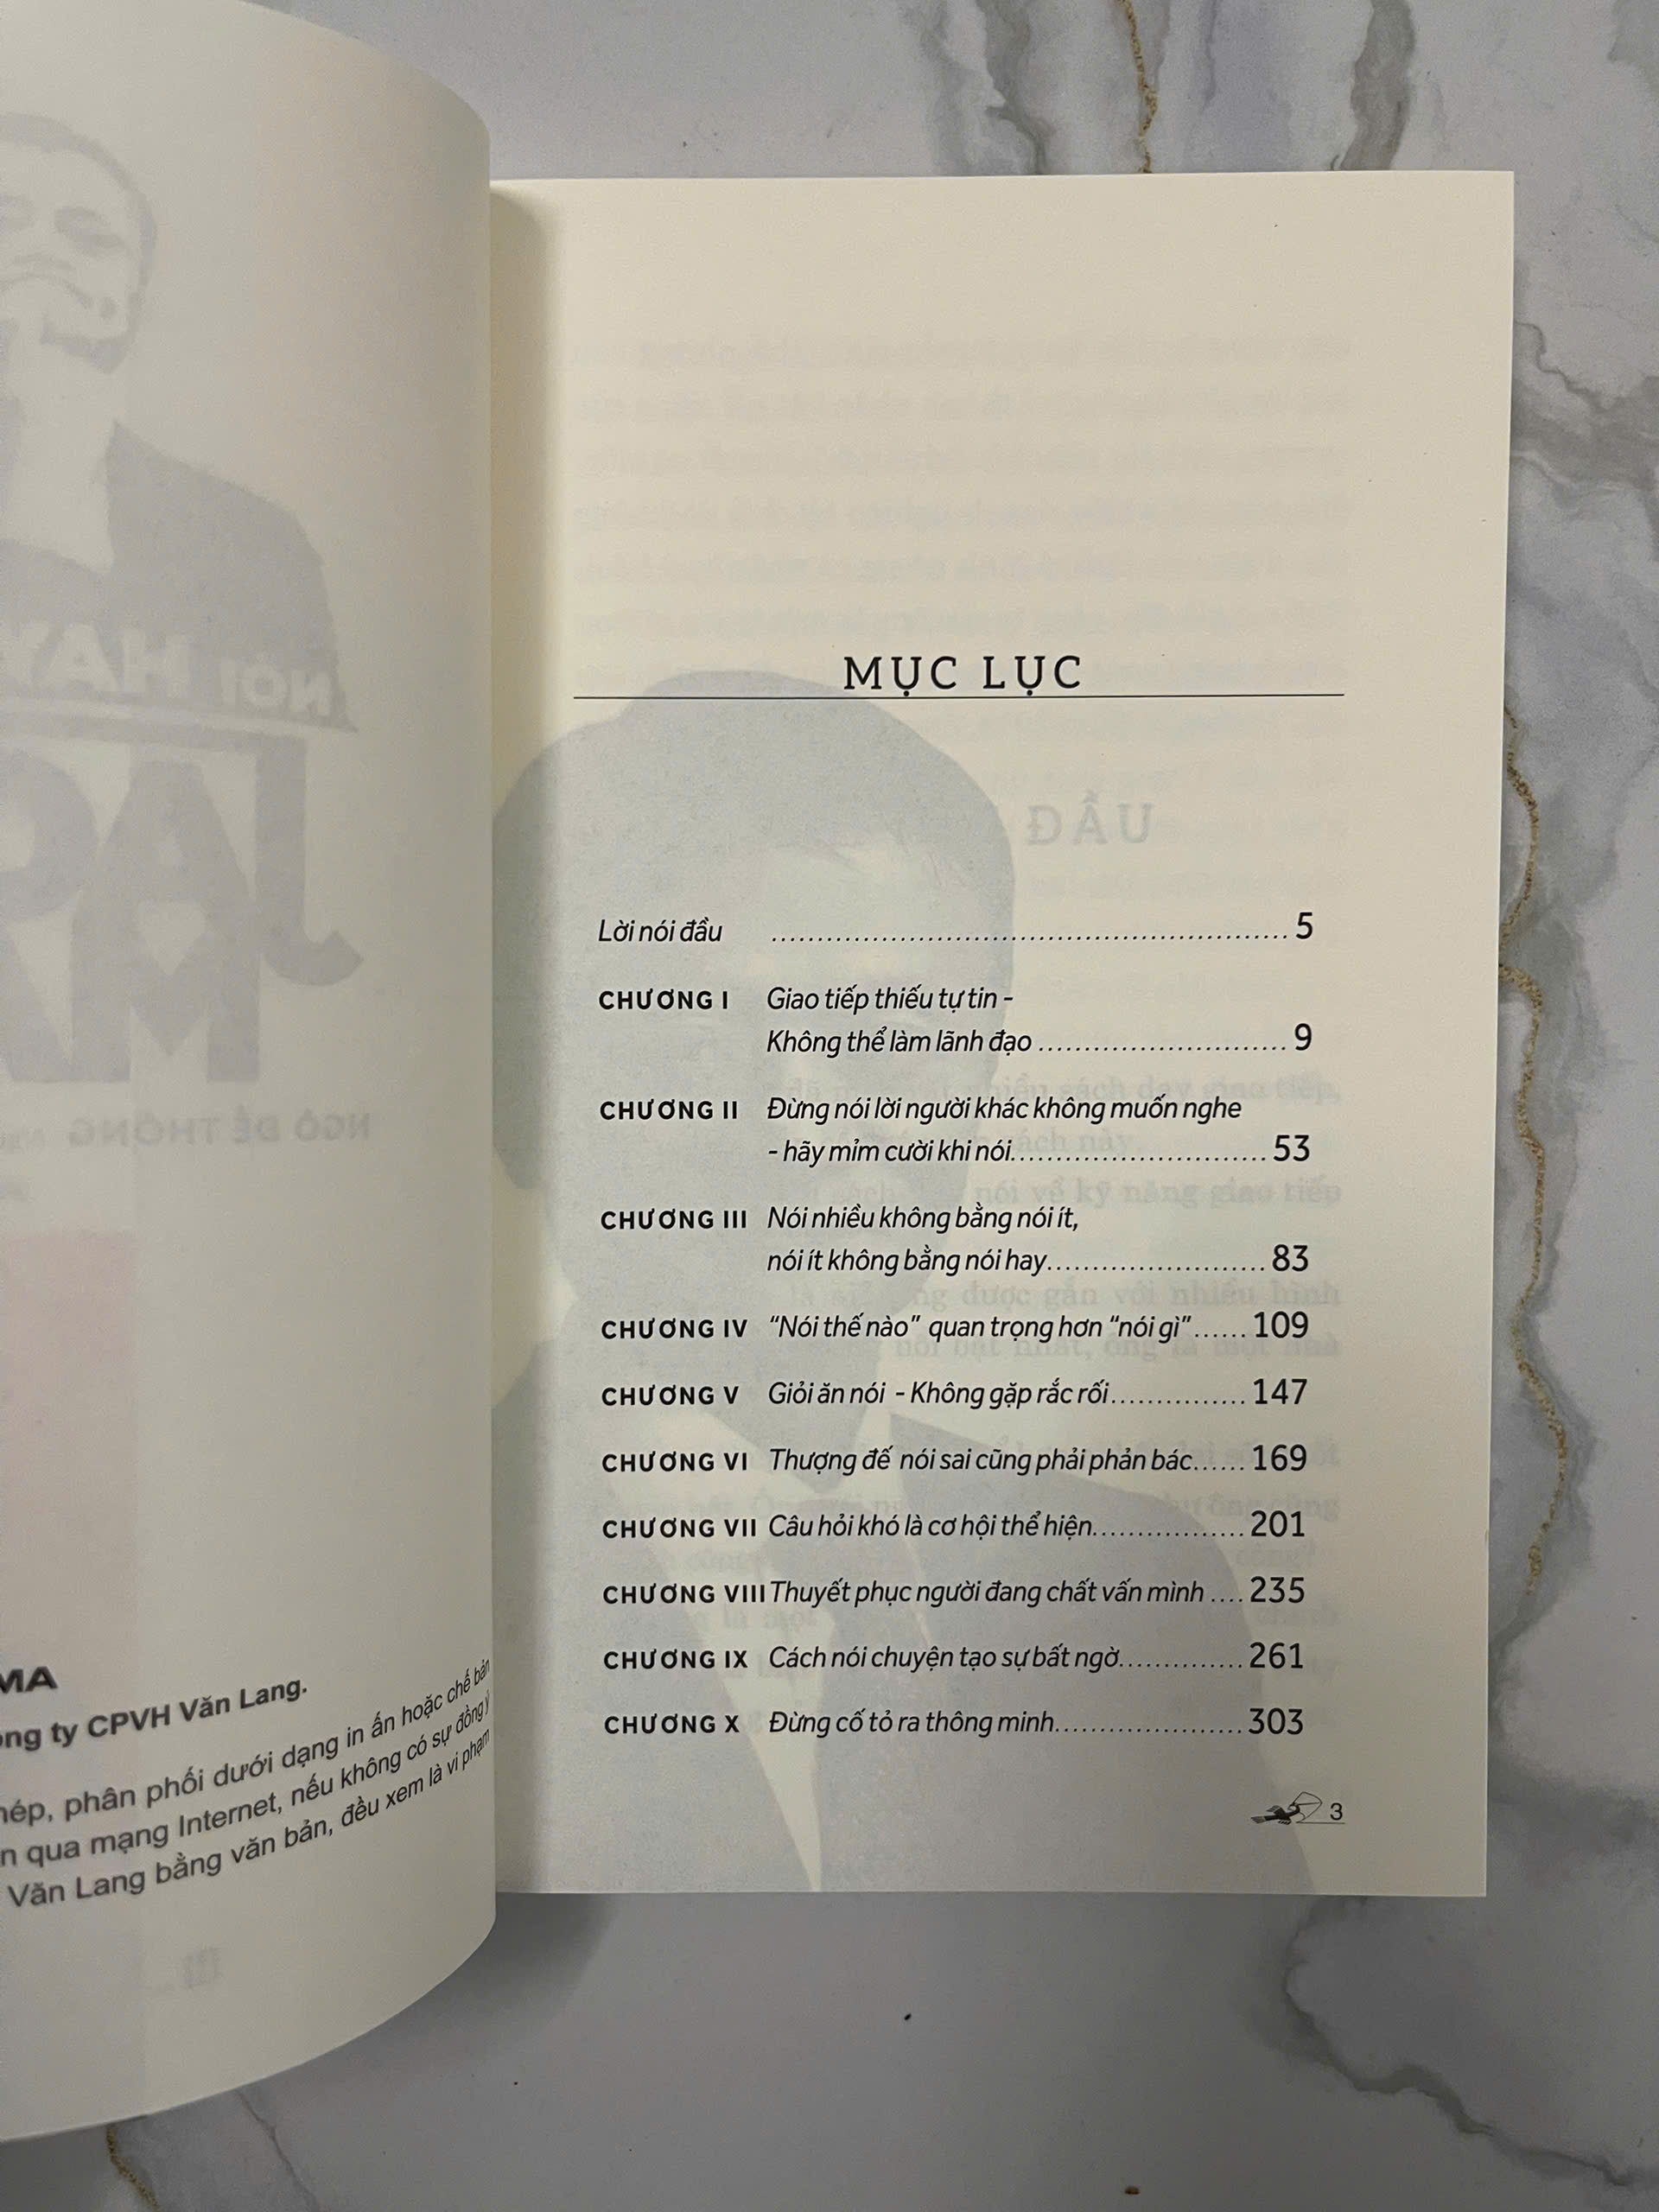 MA
ng ty CPVH Văn Lang.
hép, phân phối dưới dạng in ấn hoặc chế bản
n qua mạng Internet, nếu không có sự đồng ý
Văn Lang bằng văn bản, đều xem là vi phạm
MỤC LỤC
Lời nói đầu ........................................................ 5
CHƯƠNG I Giao tiếp thiếu tự tin -
Không thể làm lãnh đạo ........................... 9
CHƯƠNG II Đừng nói lời người khác không muốn nghe
- hãy mỉm cười khi nói............................ 53
CHƯƠNG III Nói nhiều không bằng nói ít,
nói ít không bằng nói hay........................ 83
CHƯƠNG IV “Nói thế nào” quan trọng hơn “nói gì”...... 109
CHƯƠNG V Giỏi ăn nói - Không gặp rắc rối............... 147
CHƯƠNG VI Thượng đế nói sai cũng phải phản bác...... 169
CHƯƠNG VII Câu hỏi khó là cơ hội thể hiện................. 201
CHƯƠNG VIII Thuyết phục người đang chất vấn mình .... 235
CHƯƠNG IX Cách nói chuyện tạo sự bất ngờ.............. 261
CHƯƠNG X Đừng cố tỏ ra thông minh..................... 303
3